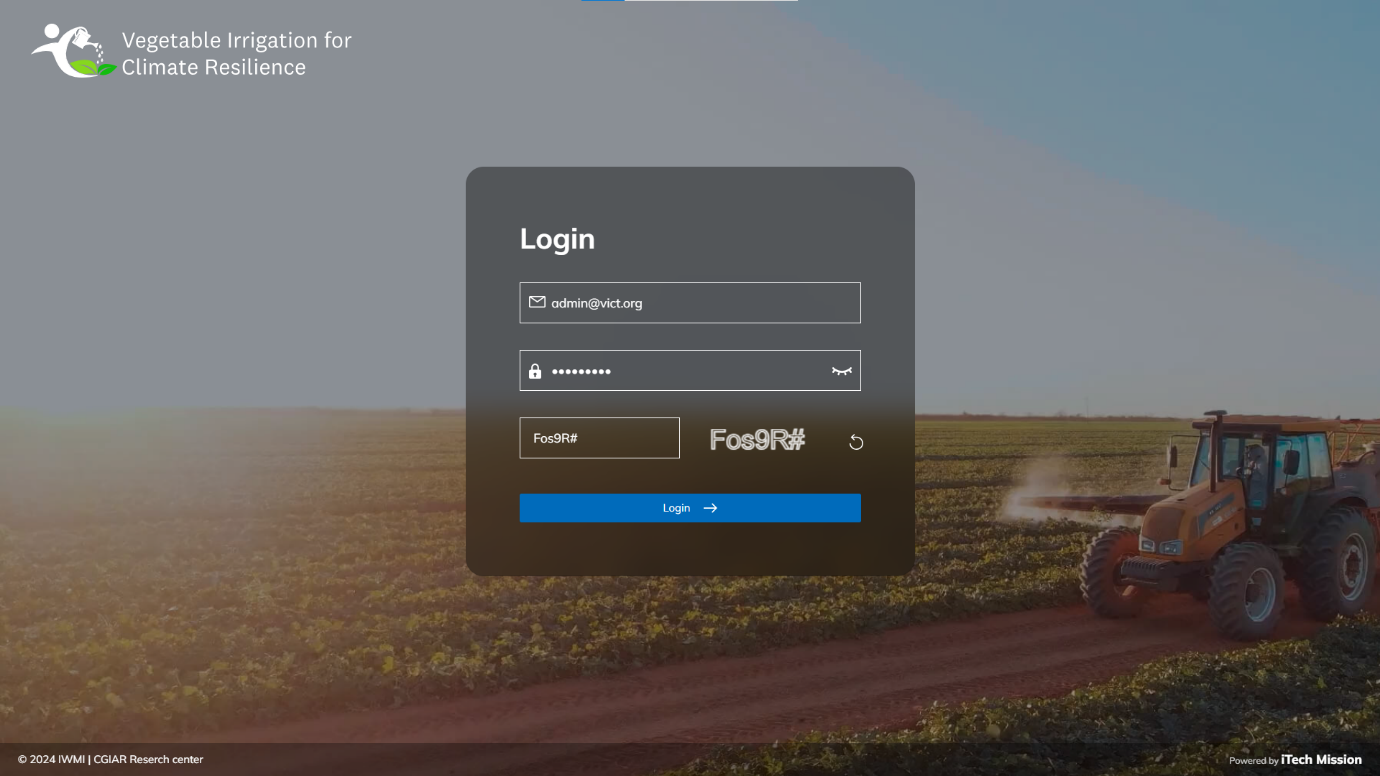 Vegetable Irrigation for
Climate Resilience
Login
admin@vict.org
•••••••••
Fos9R# Fos9R#
Login →
© 2024 IWMI | CGIAR Reserch center
Powered by iTech Mission